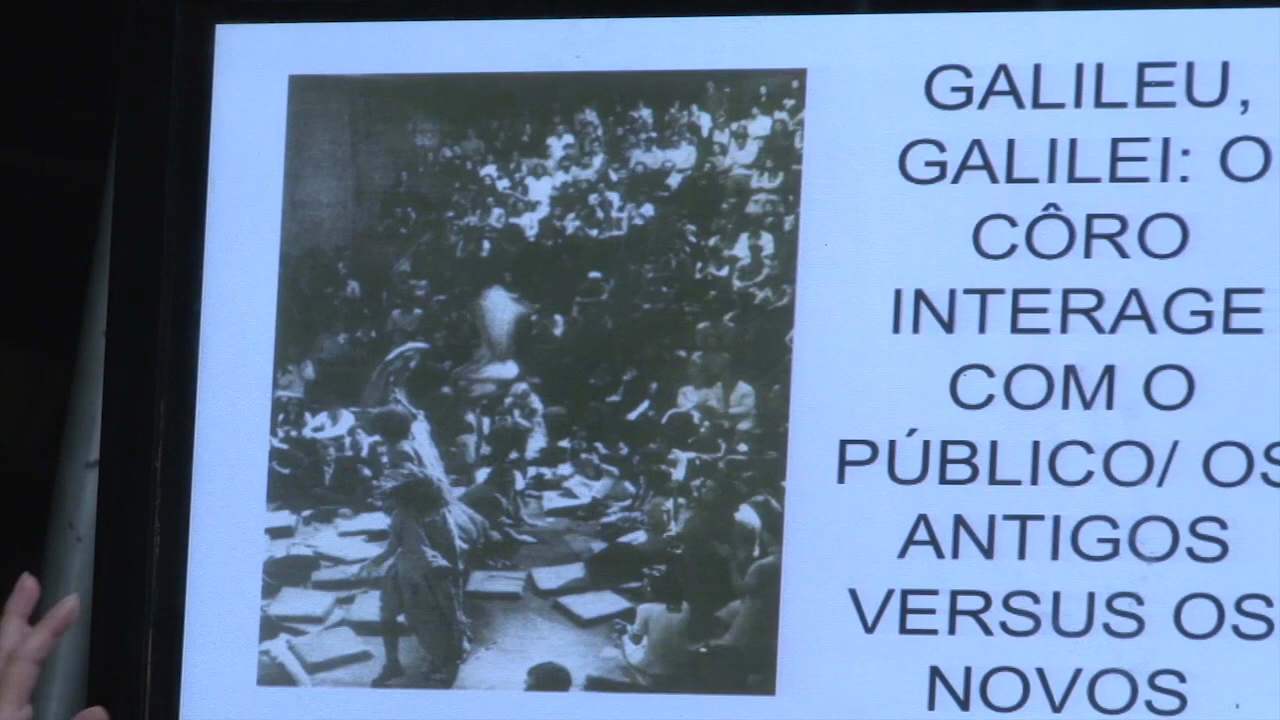 GALILEU,
GALILEI: O
CÔRO
INTERAGE
COM O
PÚBLICO/ OS
ANTIGOS
VERSUS OS
NOVOS